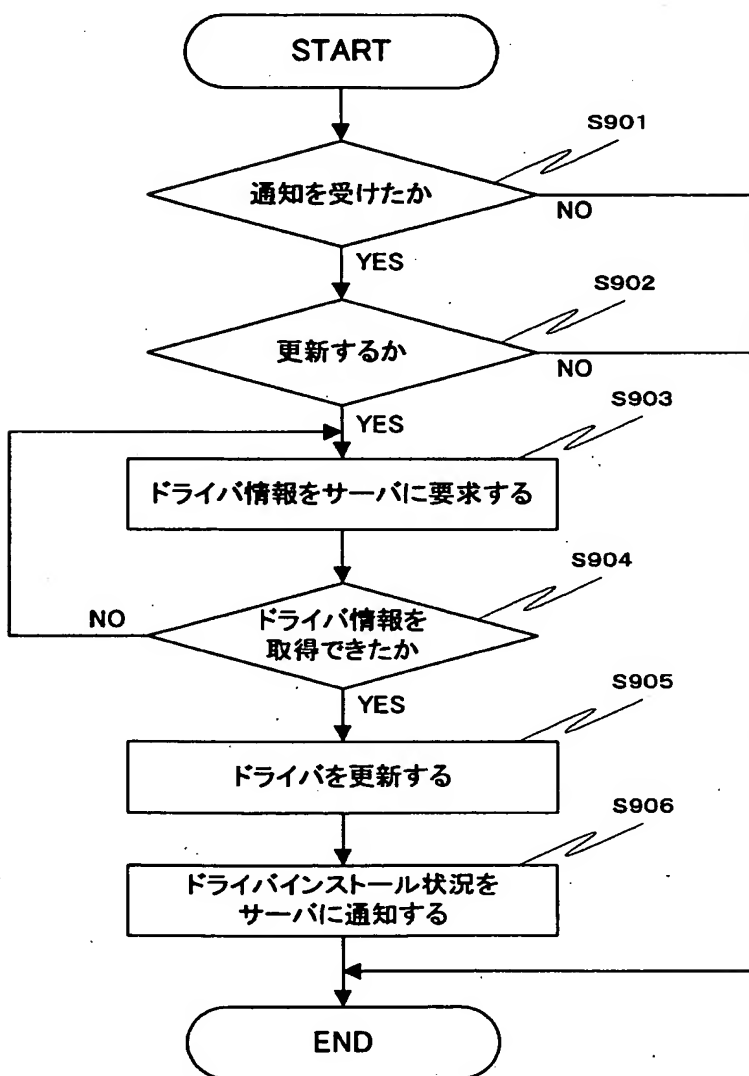 START
S901
通知を受けたか
NO
YES
S902
更新するか
NO
YES
S903
ドライバ情報をサーバに要求する
S904
ドライバ情報を
取得できたか
NO
YES
S905
ドライバを更新する
S906
ドライバインストール状況を
サーバに通知する
END